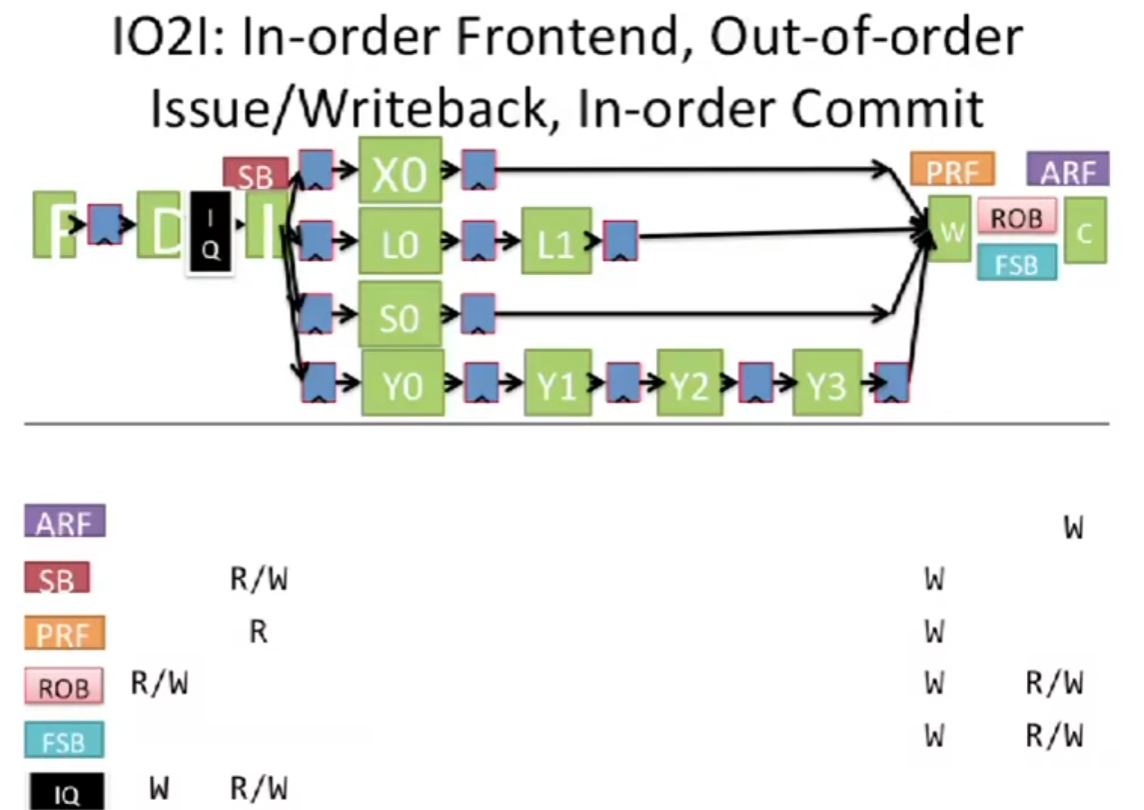 IO2I: In-order Frontend, Out-of-order
Issue/Writeback, In-order Commit
SB X0 PRF ARF
F D IQ I L0 L1 W ROB C
FSB
S0
Y0 Y1 Y2 Y3
ARF W
SB R/W W
PRF R W
ROB R/W W R/W
FSB W R/W
IQ W R/W